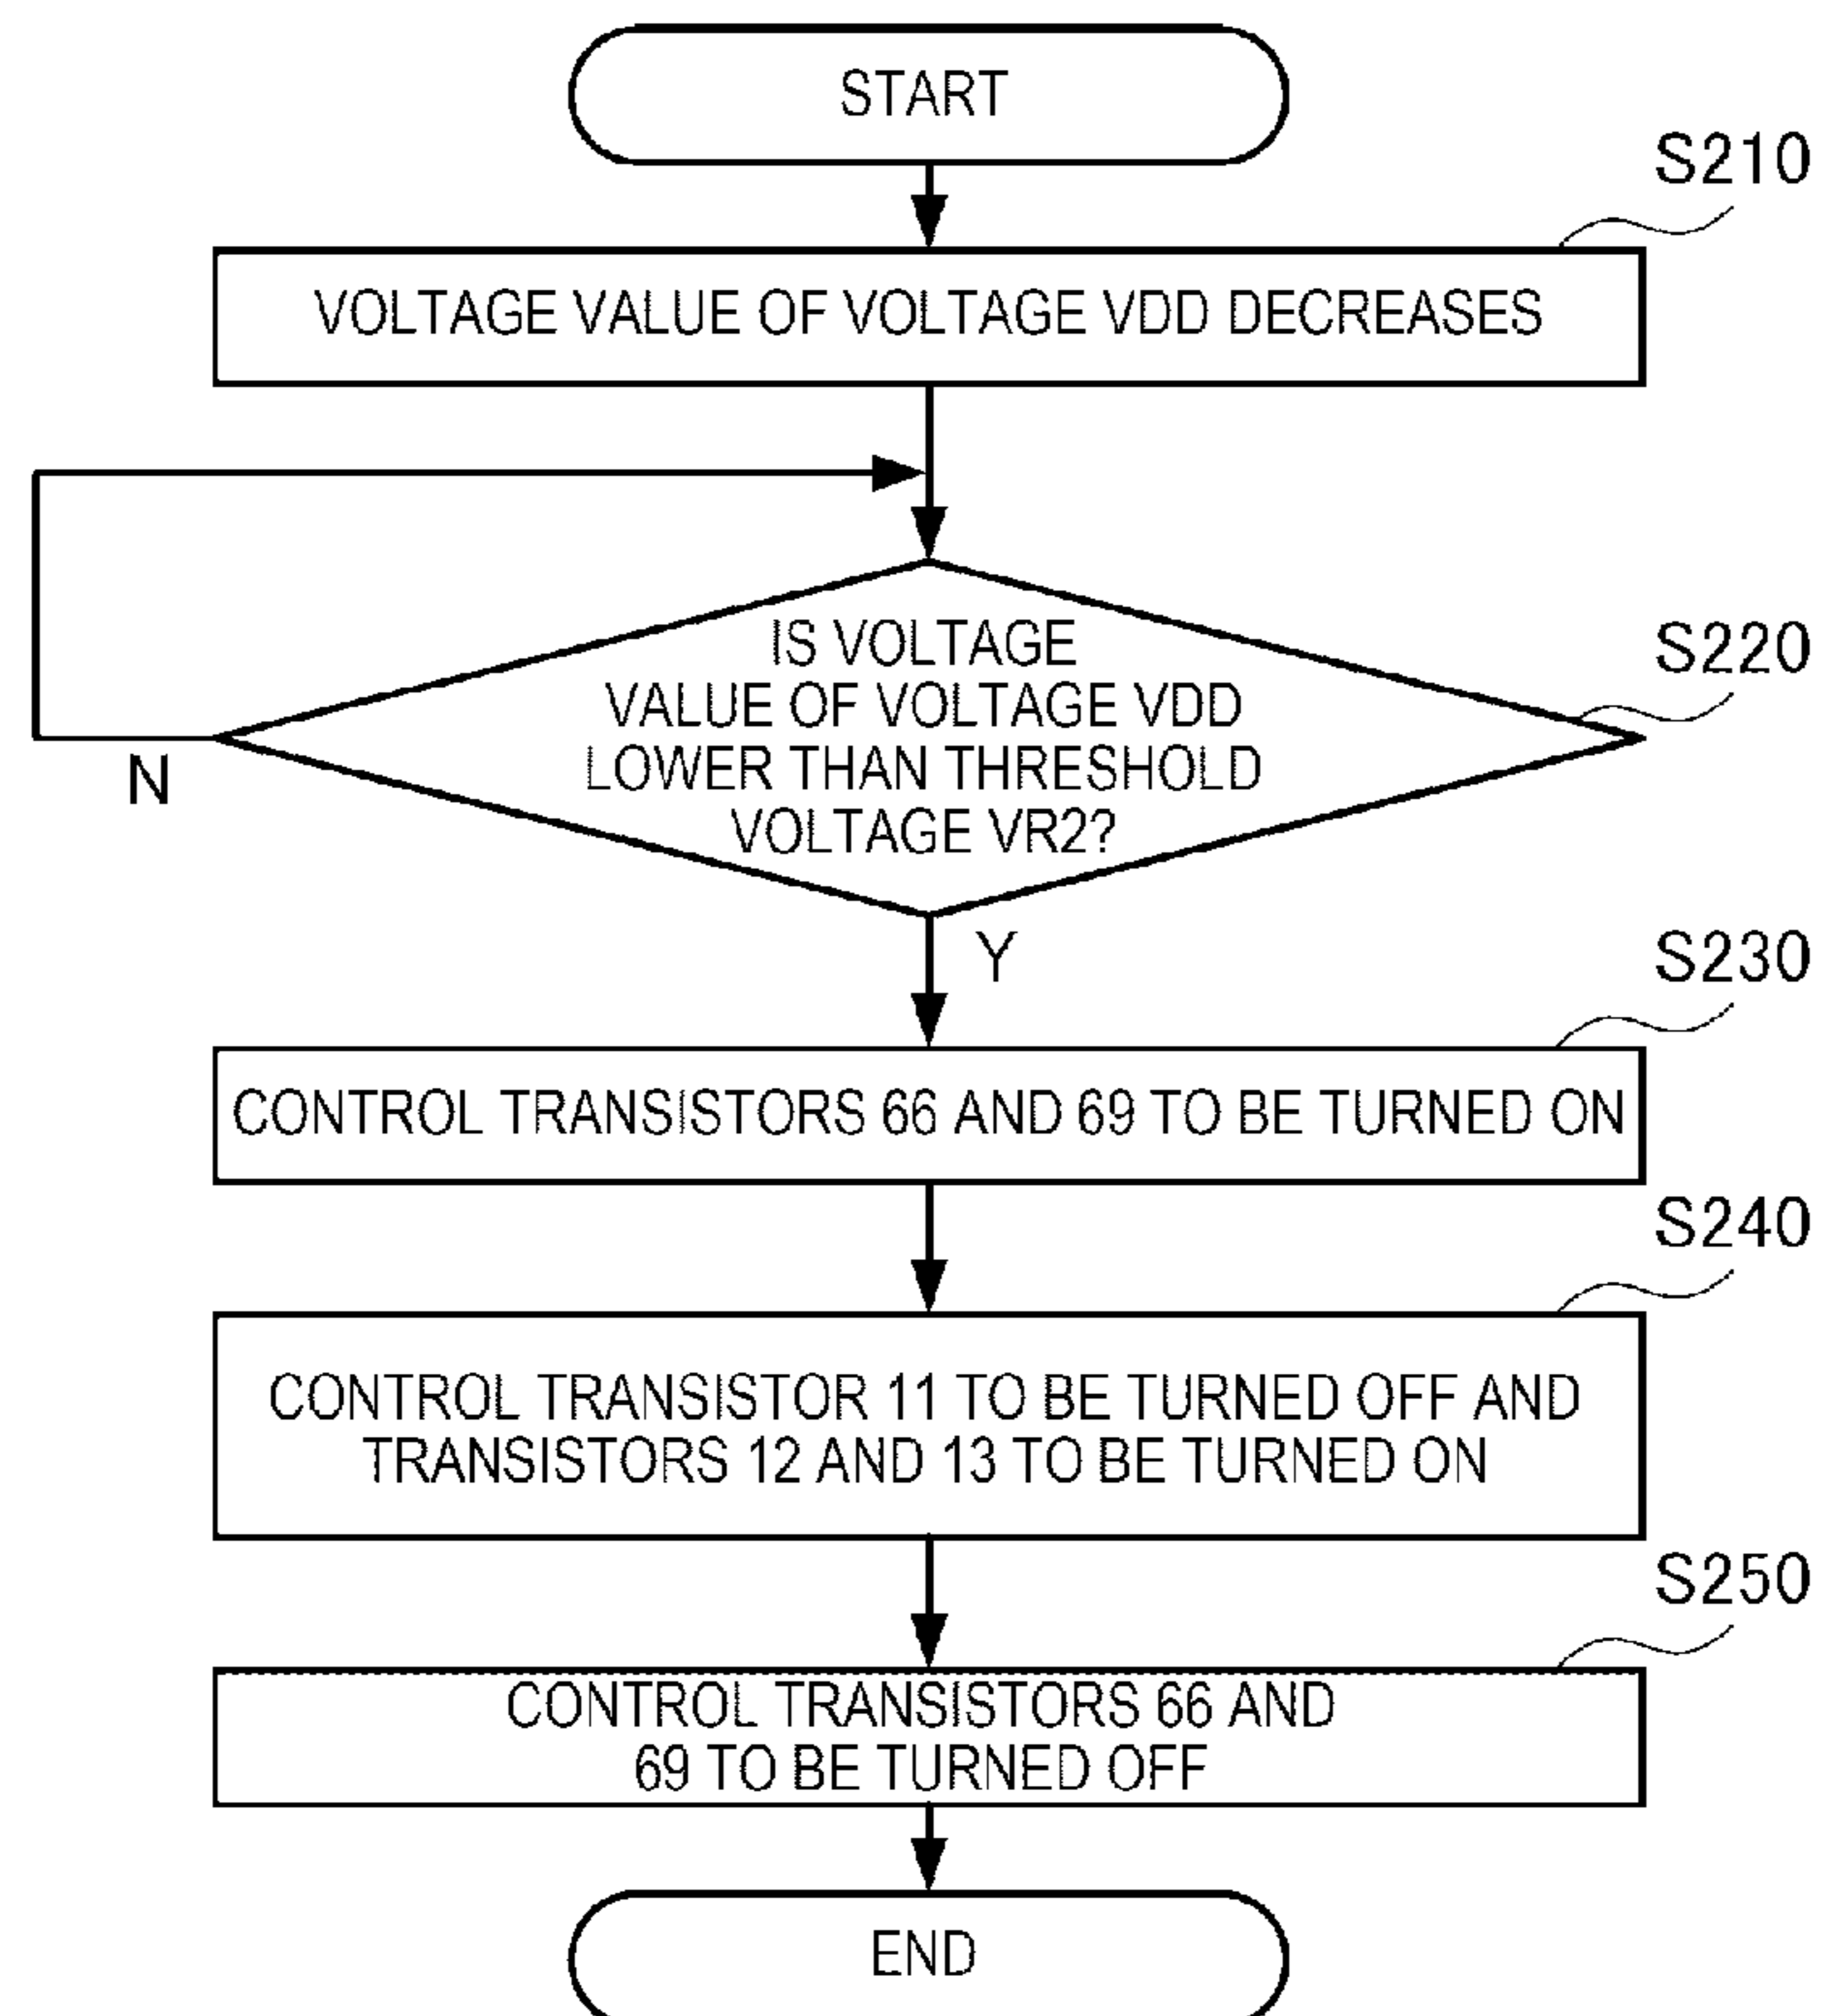 START
S210
VOLTAGE VALUE OF VOLTAGE VDD DECREASES
S220
IS VOLTAGE
VALUE OF VOLTAGE VDD
LOWER THAN THRESHOLD
VOLTAGE VR2?
N
Y
S230
CONTROL TRANSISTORS 66 AND 69 TO BE TURNED ON
S240
CONTROL TRANSISTOR 11 TO BE TURNED OFF AND
TRANSISTORS 12 AND 13 TO BE TURNED ON
S250
CONTROL TRANSISTORS 66 AND
69 TO BE TURNED OFF
END